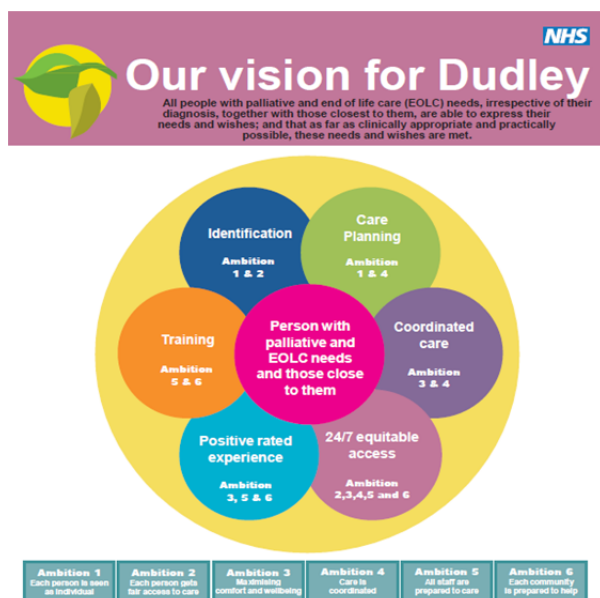 NHS
Our vision for Dudley
All people with palliative and end of life care (EOLC) needs, irrespective of their
diagnosis, together with those closest to them, are able to express their
needs and wishes; and that as far as clinically appropriate and practically
possible, these needs and wishes are met.
Identification
Ambition
1 & 2
Care
Planning
Ambition
1 & 4
Training
Ambition
5 & 6
Person with
palliative and
EOLC needs
and those close
to them
Coordinated
care
Ambition
3 & 4
Positive rated
experience
Ambition
3, 5 & 6
24/7 equitable
access
Ambition
2,3,4,5 and 6
Ambition 1
Each person is seen
as individual
Ambition 2
Each person gets
fair access to care
Ambition 3
Maximising
comfort and wellbeing
Ambition 4
Care is
coordinated
Ambition 5
All staff are
prepared to care
Ambition 6
Each community
is prepared to help